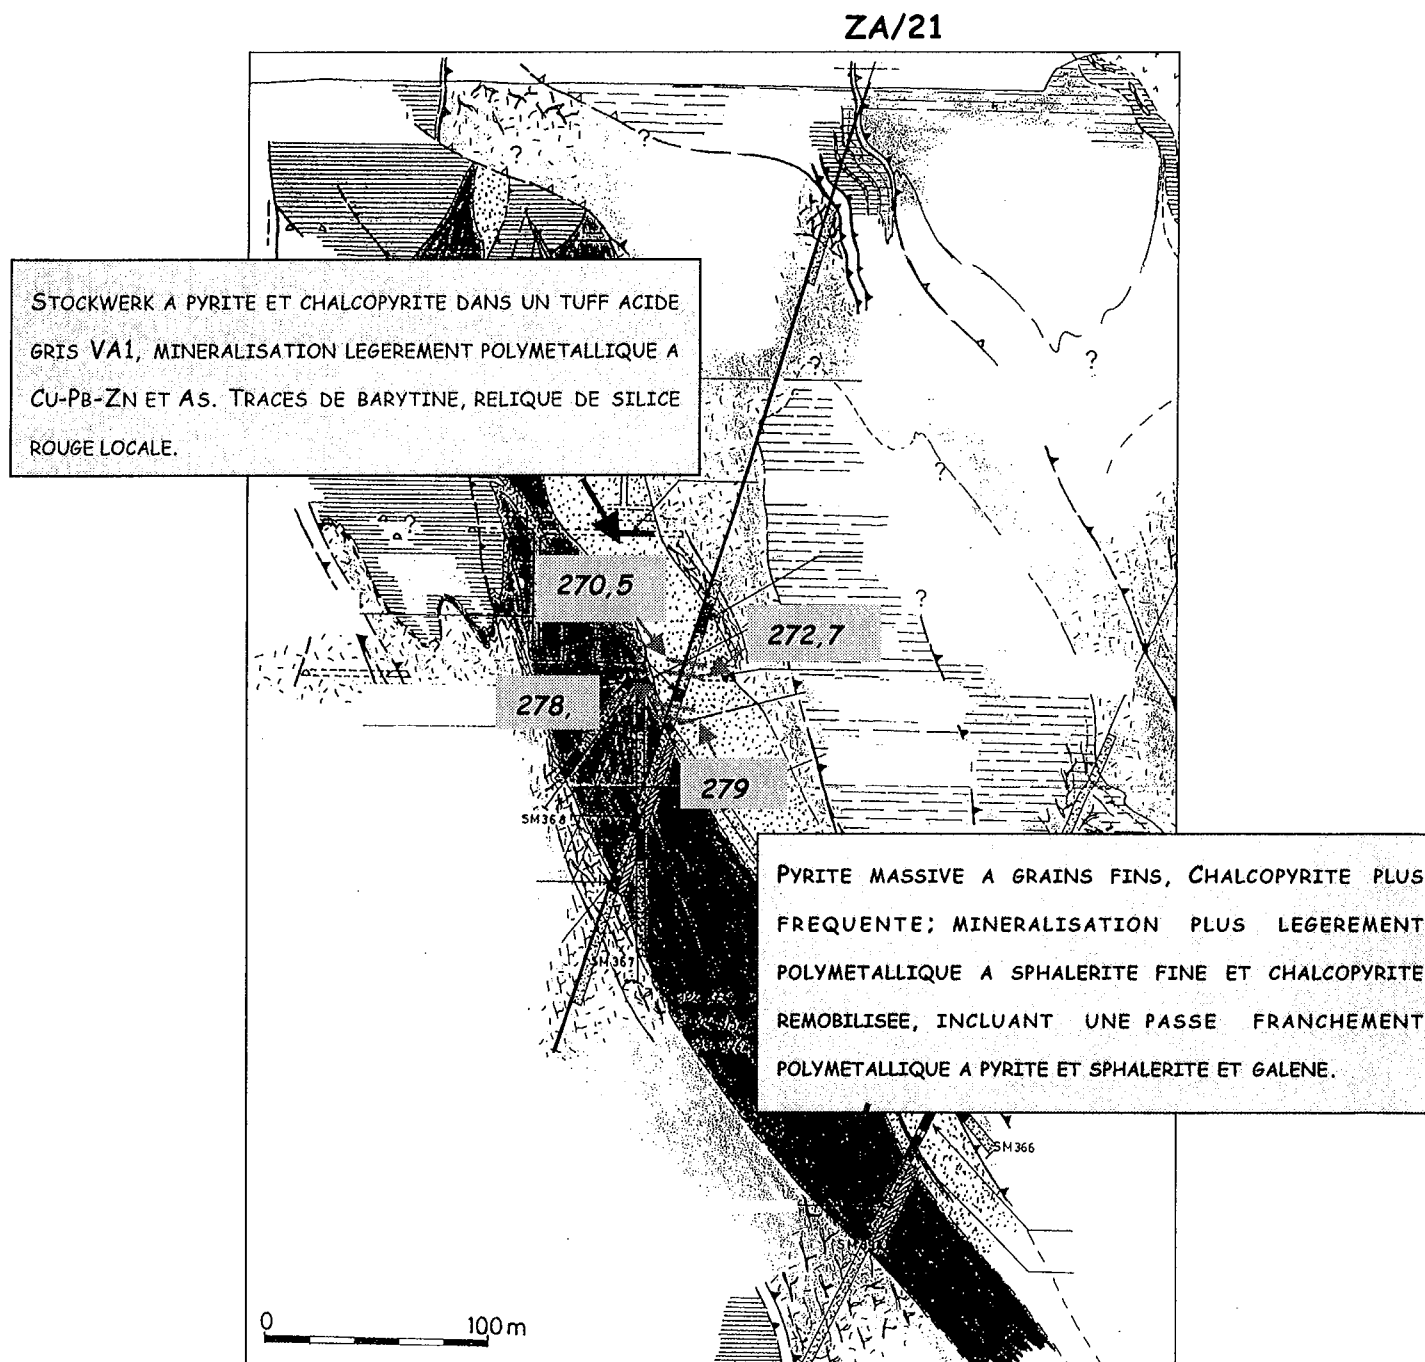 ZA/21
STOCKWERK A PYRITE ET CHALCOPYRITE DANS UN TUFF ACIDE
GRIS VA1, MINERALISATION LEGEREMENT POLYMETALLIQUE A
CU-PB-ZN ET AS. TRACES DE BARYTINE, RELIQUE DE SILICE
ROUGE LOCALE.
?
?
?
?
?
?
?
270,5
272,7
278,
279
SM368
SM367
PYRITE MASSIVE A GRAINS FINS, CHALCOPYRITE PLUS
FREQUENTE; MINERALISATION PLUS LEGEREMENT
POLYMETALLIQUE A SPHALERITE FINE ET CHALCOPYRITE
REMOBILISEE, INCLUANT UNE PASSE FRANCHEMENT
POLYMETALLIQUE A PYRITE ET SPHALERITE ET GALENE.
SM366
0 100m